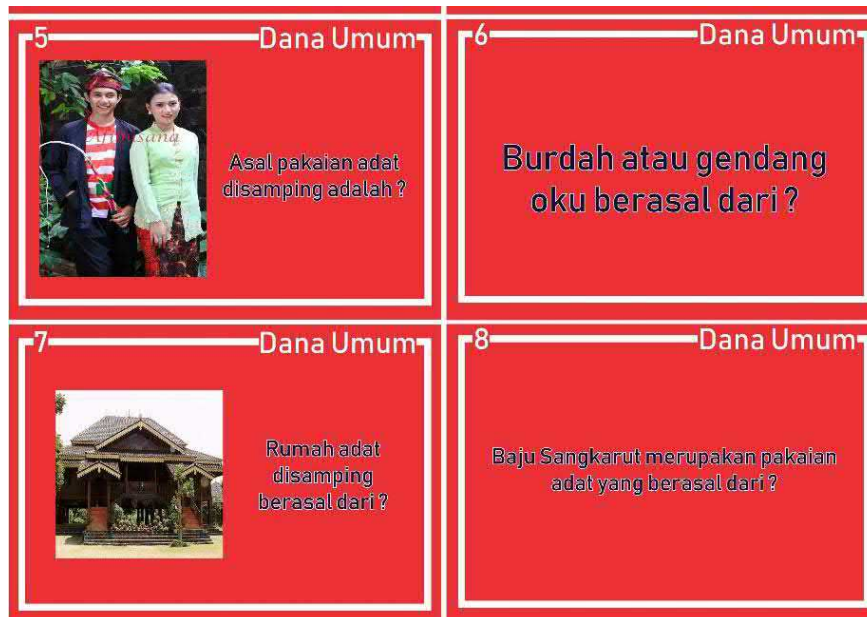 5
Dana Umum
Asal pakaian adat
disamping adalah ?
6
Dana Umum
Burdah atau gendang
oku berasal dari ?
7
Dana Umum
Rumah adat
disamping
berasal dari ?
8
Dana Umum
Baju Sangkarut merupakan pakaian
adat yang berasal dari ?